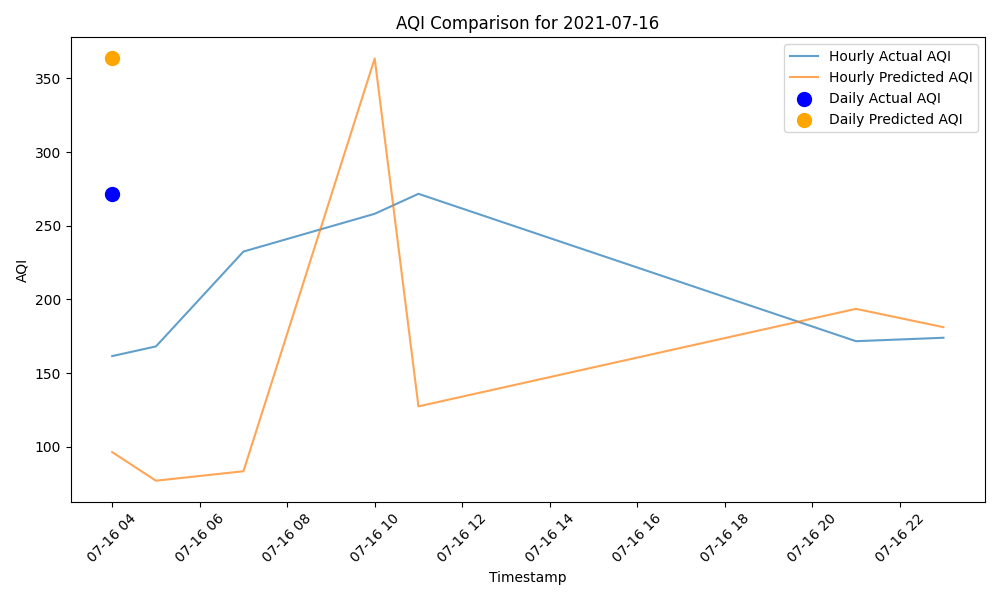 AQI Comparison for 2021-07-16
Hourly Actual AQI
Hourly Predicted AQI
Daily Actual AQI
Daily Predicted AQI
AQI
350
300
250
200
150
100
07-16 04
07-16 06
07-16 08
07-16 10
07-16 12
07-16 14
07-16 16
07-16 18
07-16 20
07-16 22
Timestamp